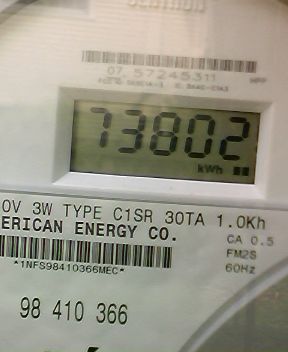 CENTRON
07 57245311
73802
kWh
0V 3W TYPE C1SR 30TA 1.0Kh
ERICAN ENERGY CO.
CA 0.5
FM2S
60Hz
*1NFS98410366MEC*
98 410 366